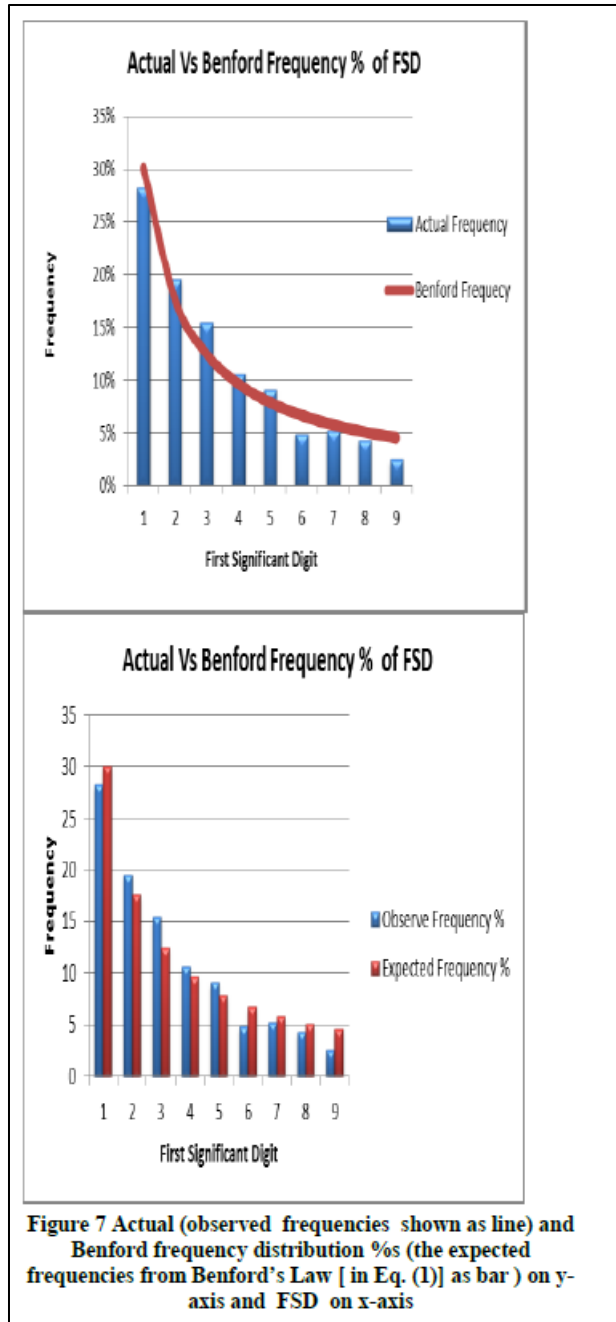 Actual Vs Benford Frequency % of FSD
35%
30%
25%
20%
15%
10%
5%
0%
Frequency
1 2 3 4 5 6 7 8 9
First Significant Digit
Actual Frequency
Benford Frequecy
Actual Vs Benford Frequency % of FSD
35
30
25
20
15
10
5
0
Frequency
1 2 3 4 5 6 7 8 9
First Significant Digit
Observe Frequency %
Expected Frequency %
Figure 7 Actual (observed frequencies shown as line) and
Benford frequency distribution %s (the expected
frequencies from Benford's Law [ in Eq. (1)] as bar ) on y-
axis and FSD on x-axis